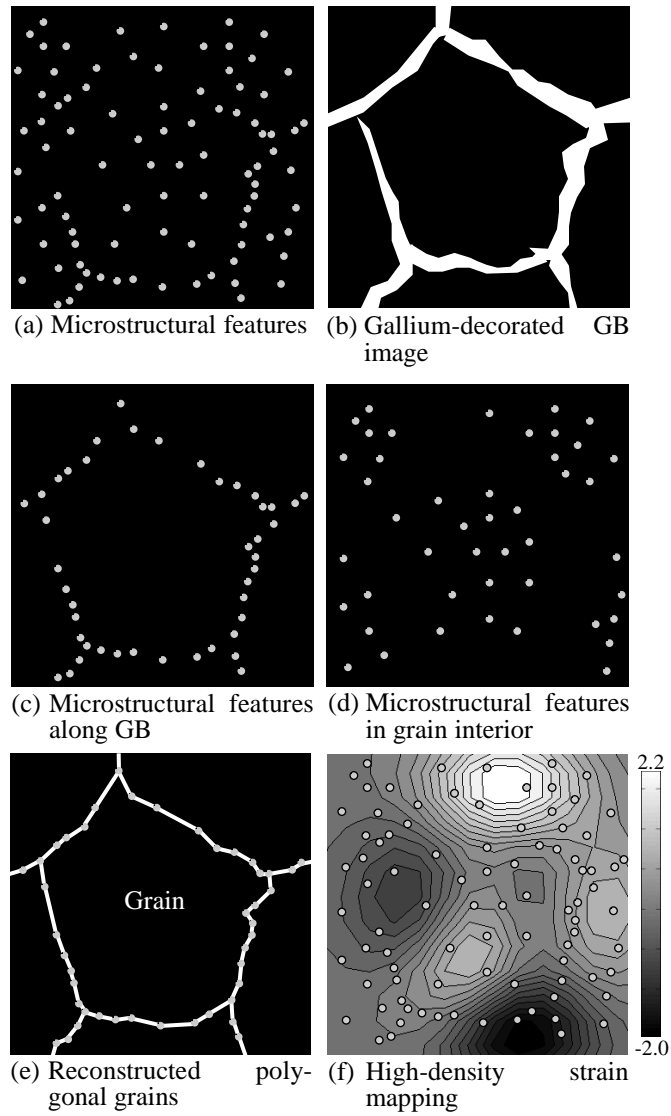 (a) Microstructural features
(b) Gallium-decorated GB
image
(c) Microstructural features
along GB
(d) Microstructural features
in grain interior
Grain
2.2
-2.0
(e) Reconstructed poly-
gonal grains
(f) High-density strain
mapping